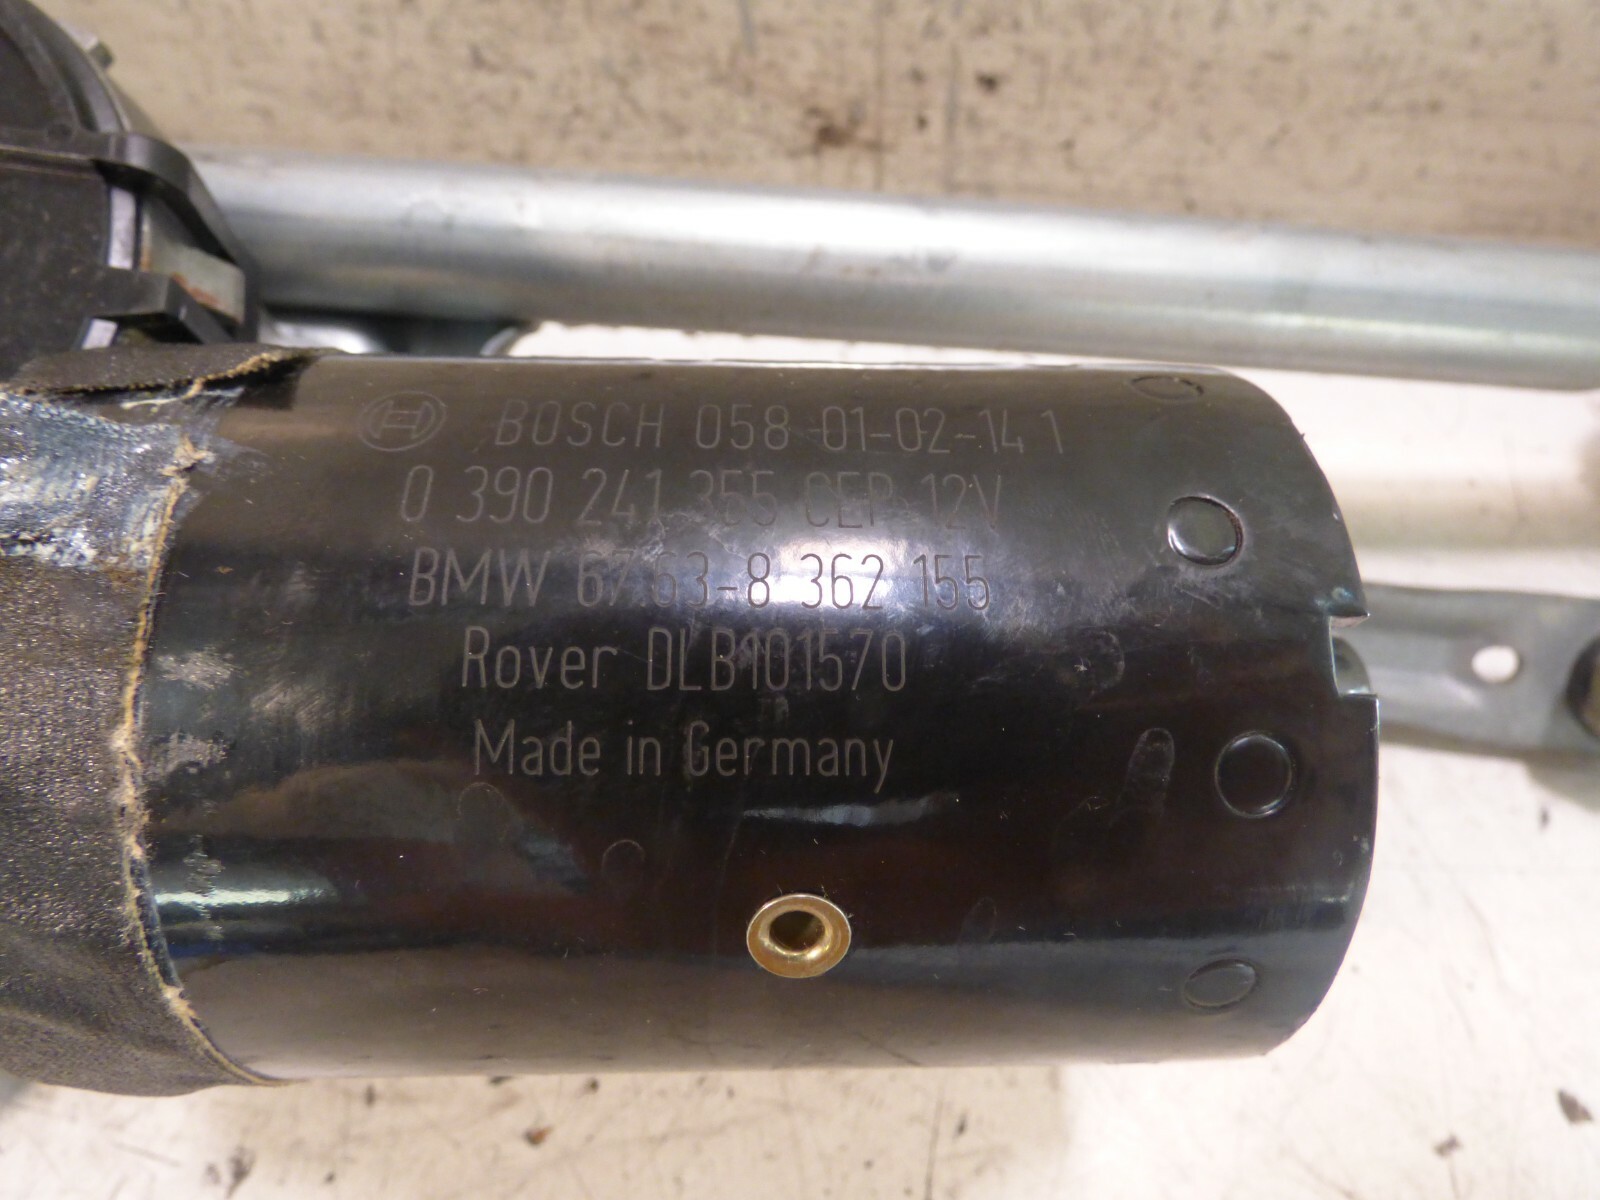 BOSCH 058 01-02-14 1
0 390 241 355 CEP 12V
BMW 67.63-8 362 155
Rover DLB101570
Made in Germany